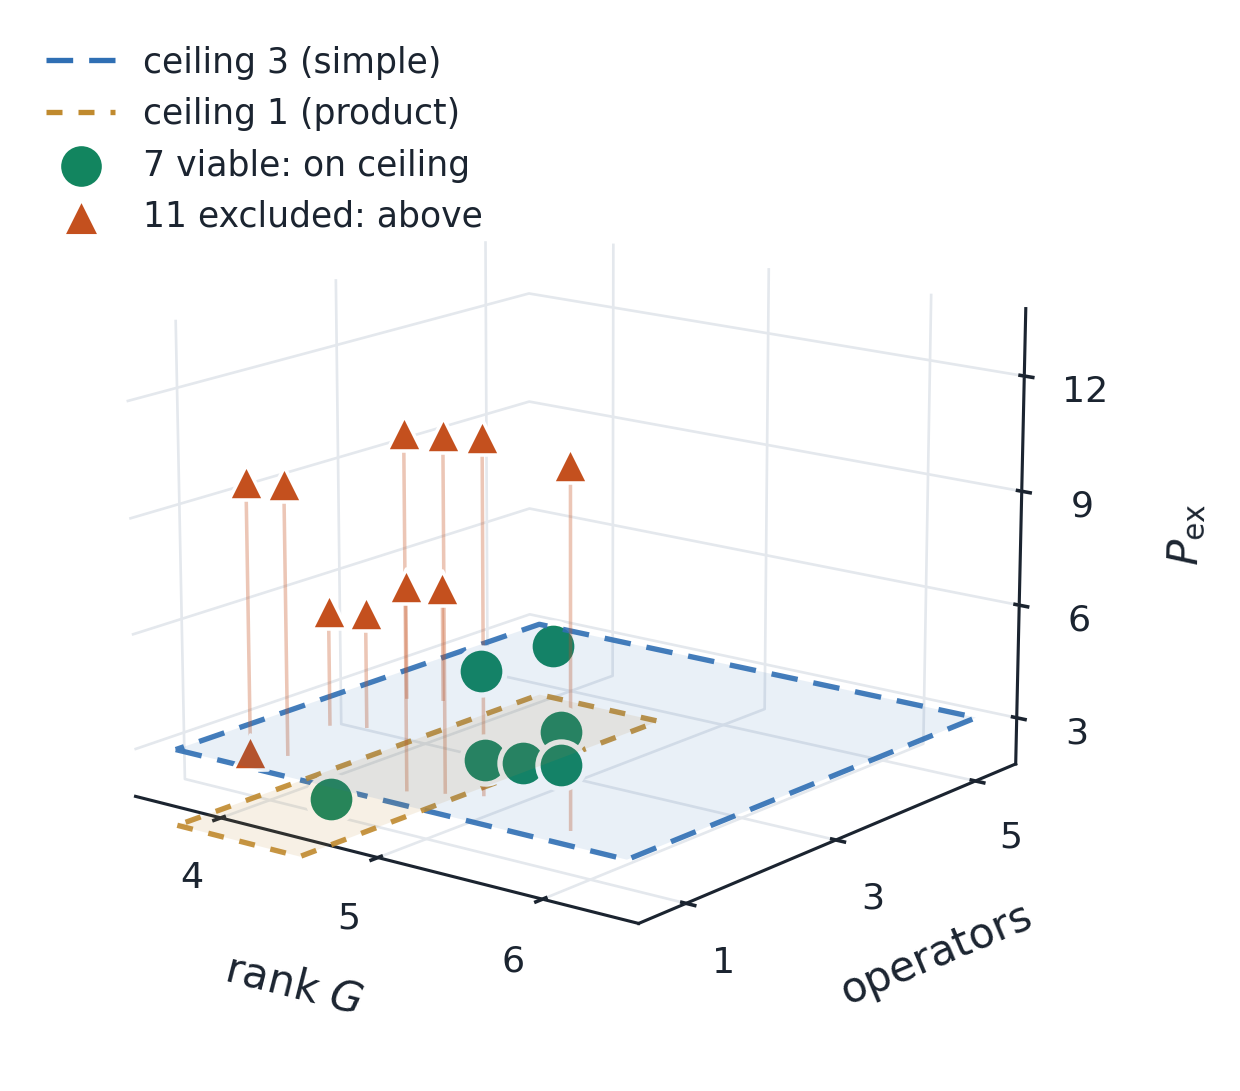 ceiling 3 (simple)
ceiling 1 (product)
7 viable: on ceiling
11 excluded: above
12
9
6
3
P_ex
4
5
6
rank G
1
3
5
operators